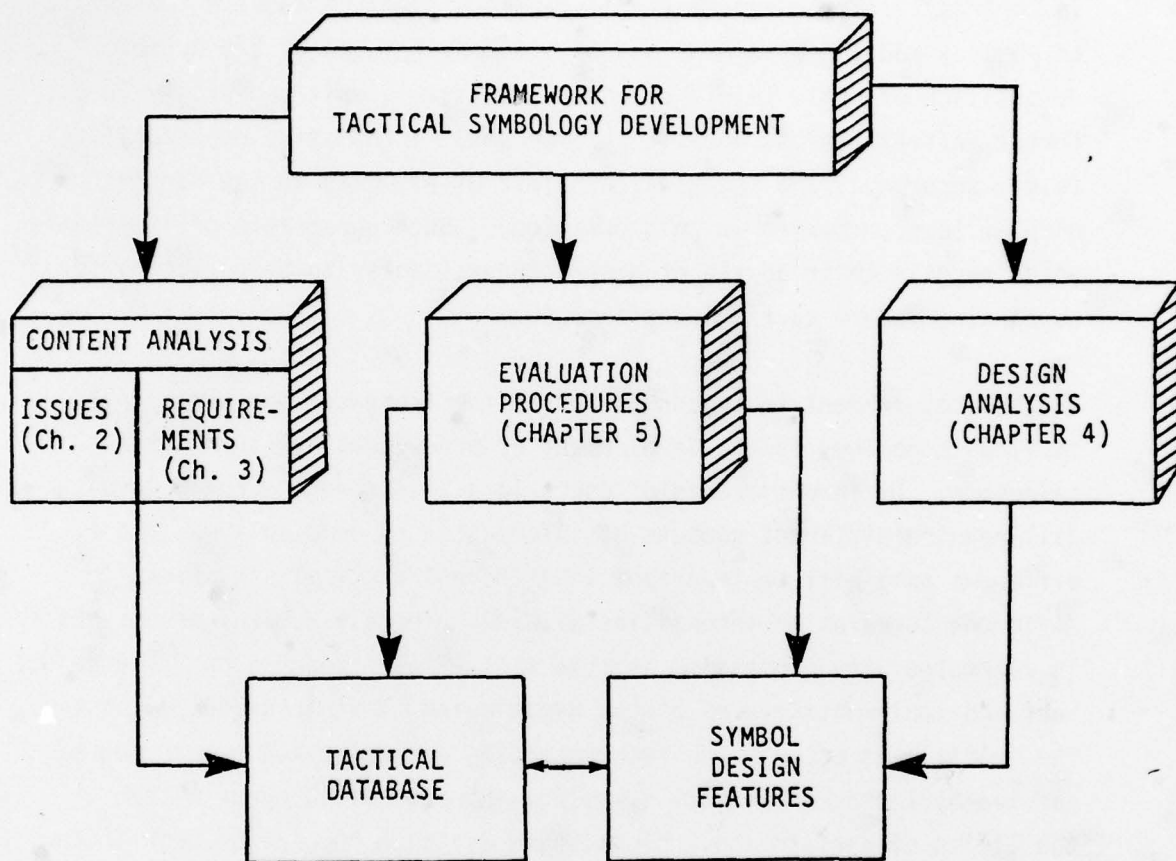 FRAMEWORK FOR
TACTICAL SYMBOLOGY DEVELOPMENT
CONTENT ANALYSIS
ISSUES
(Ch. 2)
REQUIRE-
MENTS
(Ch. 3)
EVALUATION
PROCEDURES
(CHAPTER 5)
DESIGN
ANALYSIS
(CHAPTER 4)
TACTICAL
DATABASE
SYMBOL
DESIGN
FEATURES